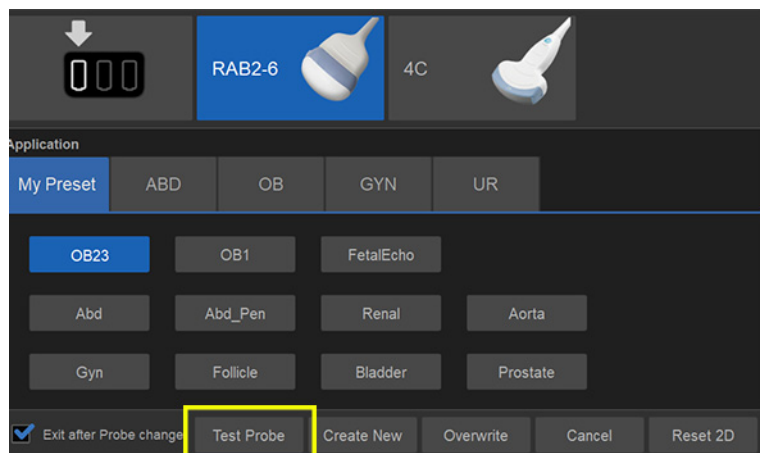 RAB2-6 4C
Application
My Preset ABD OB GYN UR
OB23 OB1 FetalEcho
Abd Abd_Pen Renal Aorta
Gyn Follicle Bladder Prostate
Exit after Probe change Test Probe Create New Overwrite Cancel Reset 2D